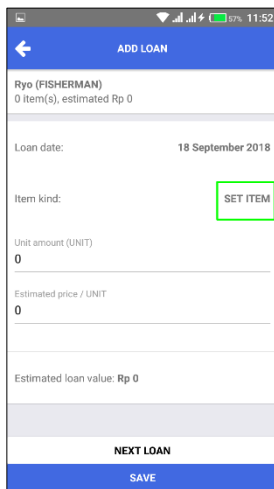 57% 11:52
ADD LOAN
Ryo (FISHERMAN)
0 item(s), estimated Rp 0
Loan date: 18 September 2018
Item kind: SET ITEM
Unit amount (UNIT)
0
Estimated price / UNIT
0
Estimated loan value: Rp 0
NEXT LOAN
SAVE